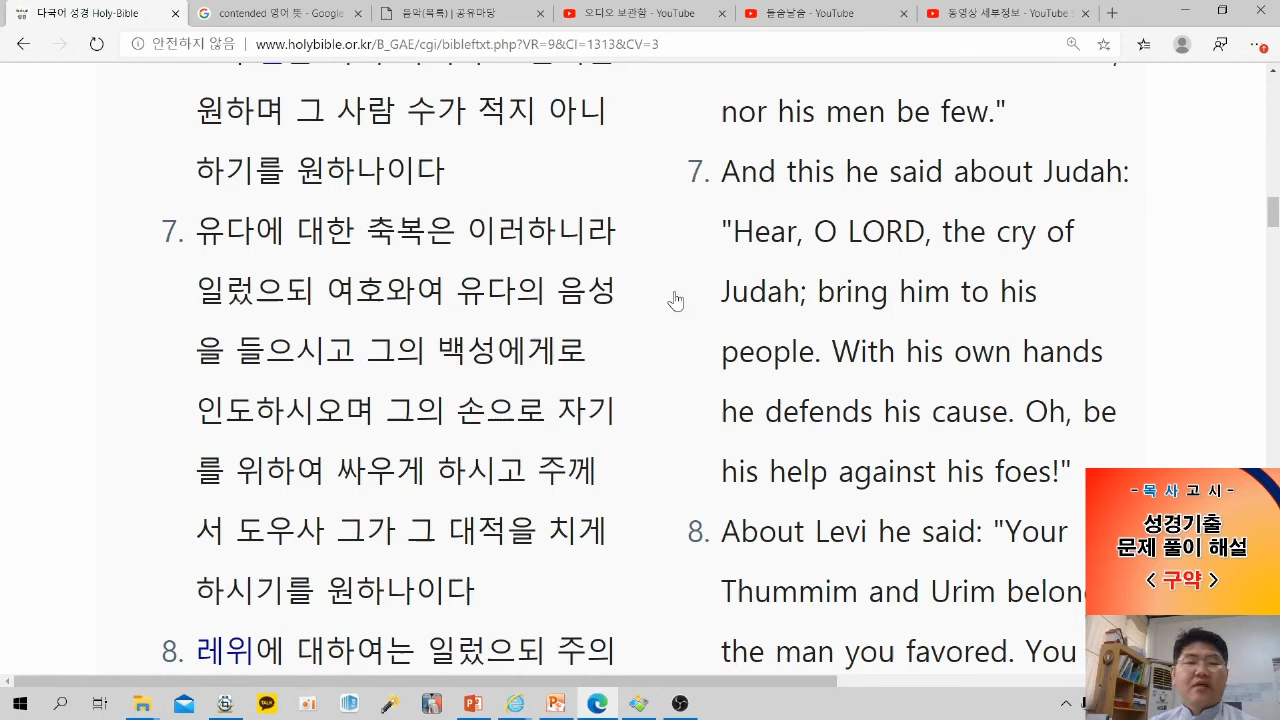 다국어 성경 Holy-Bible
contended 영어 뜻 - Google
음악(목록) | 공유마당
오디오 보관함 - YouTube
들숨날숨 - YouTube
동영상 세부정보 - YouTube
안전하지 않음
www.holybible.or.kr/B_GAE/cgi/bibleftxt.php?VR=9&CI=1313&CV=3
원하며 그 사람 수가 적지 아니
하기를 원하나이다
7. 유다에 대한 축복은 이러하니라
일렀으되 여호와여 유다의 음성
을 들으시고 그의 백성에게로
인도하시오며 그의 손으로 자기
를 위하여 싸우게 하시고 주께
서 도우사 그가 그 대적을 치게
하시기를 원하나이다
8. 레위에 대하여는 일렀으되 주의
nor his men be few."
7. And this he said about Judah:
"Hear, O LORD, the cry of
Judah; bring him to his
people. With his own hands
he defends his cause. Oh, be
his help against his foes!"
8. About Levi he said: "Your
Thummim and Urim belon
the man you favored. You
- 목 사 고 시 -
성경기출
문제 풀이 해설
< 구약 >